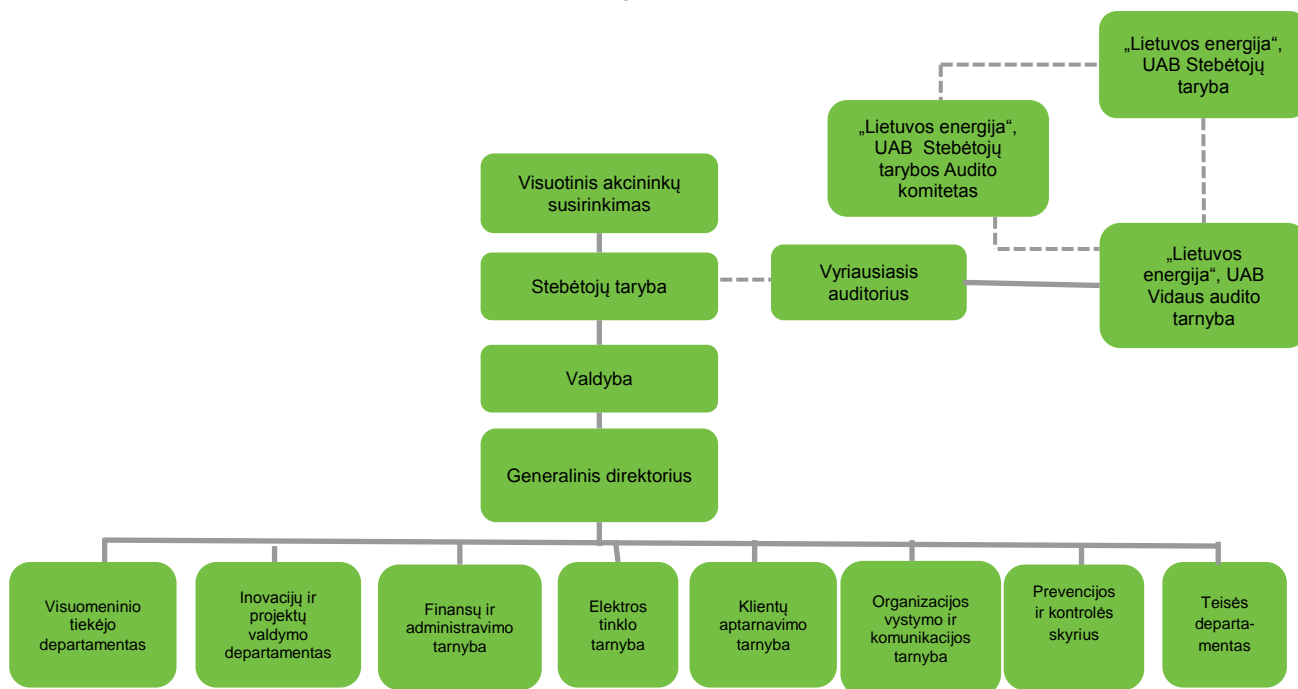 „Lietuvos energija“,
UAB Stebėtojų
taryba
„Lietuvos energija“,
UAB Stebėtojų
tarybos Audito
komitetas
Visuotinis akcininkų
susirinkimas
Stebėtojų taryba
Vyriausiasis
auditorius
„Lietuvos
energija“, UAB
Vidaus audito
tarnyba
Valdyba
Generalinis direktorius
Visuomeninio
tiekėjo
departamentas
Inovacijų ir
projektų
valdymo
departamentas
Finansų ir
administravimo
tarnyba
Elektros
tinklo
tarnyba
Klientų
aptarnavimo
tarnyba
Organizacijos
vystymo ir
komunikacijos
tarnyba
Prevencijos
ir kontrolės
skyrius
Teisės
departa-
mentas